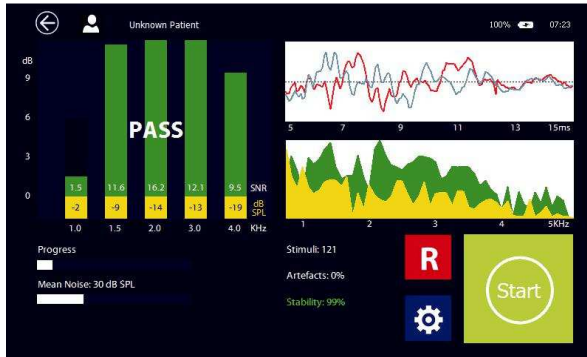 Unknown Patient 100% 07:23
dB
9
6
3
0
PASS
1.5 11.6 16.2 12.1 9.5 SNR
-2 -9 -14 -13 -19 dB SPL
1.0 1.5 2.0 3.0 4.0 KHz
5 7 9 11 13 15ms
1 2 3 4 5KHz
Progress
Mean Noise: 30 dB SPL
Stimuli: 121
Artefacts: 0%
Stability: 99%
R
Start